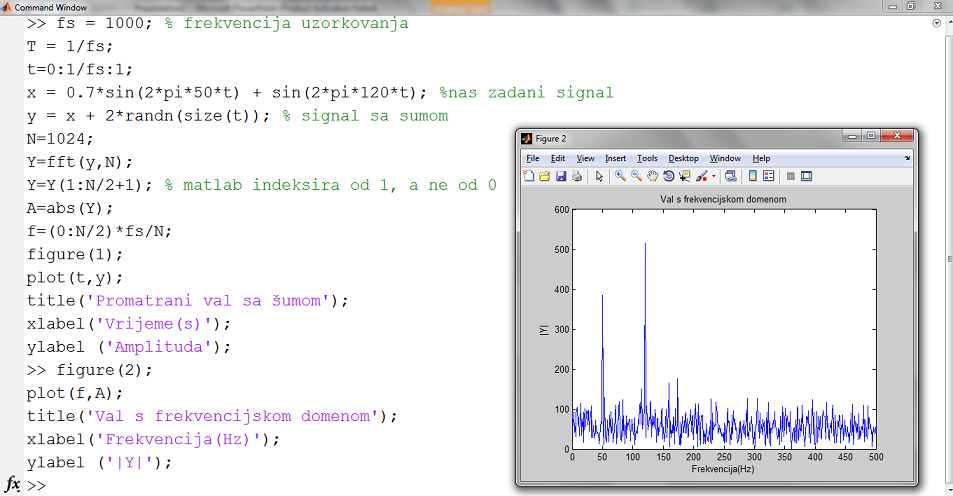 Command Window
>> fs = 1000; % frekvencija uzorkovanja
T = 1/fs;
t=0:1/fs:1;
x = 0.7*sin(2*pi*50*t) + sin(2*pi*120*t); %nas zadani signal
y = x + 2*randn(size(t)); % signal sa sumom
N=1024;
Y=fft(y,N);
Y=Y(1:N/2+1); % matlab indeksira od 1, a ne od 0
A=abs(Y);
f=(0:N/2)*fs/N;
figure(1);
plot(t,y);
title('Promatrani val sa šumom');
xlabel('Vrijeme(s)');
ylabel ('Amplituda');
>> figure(2);
plot(f,A);
title('Val s frekvencijskom domenom');
xlabel('Frekvencija(Hz)');
ylabel ('|Y|');
>>
fx
Figure 2
File Edit View Insert Tools Desktop Window Help
Val s frekvencijskom domenom
600
500
400
300
200
100
0
|Y|
0 50 100 150 200 250 300 350 400 450 500
Frekvencija(Hz)